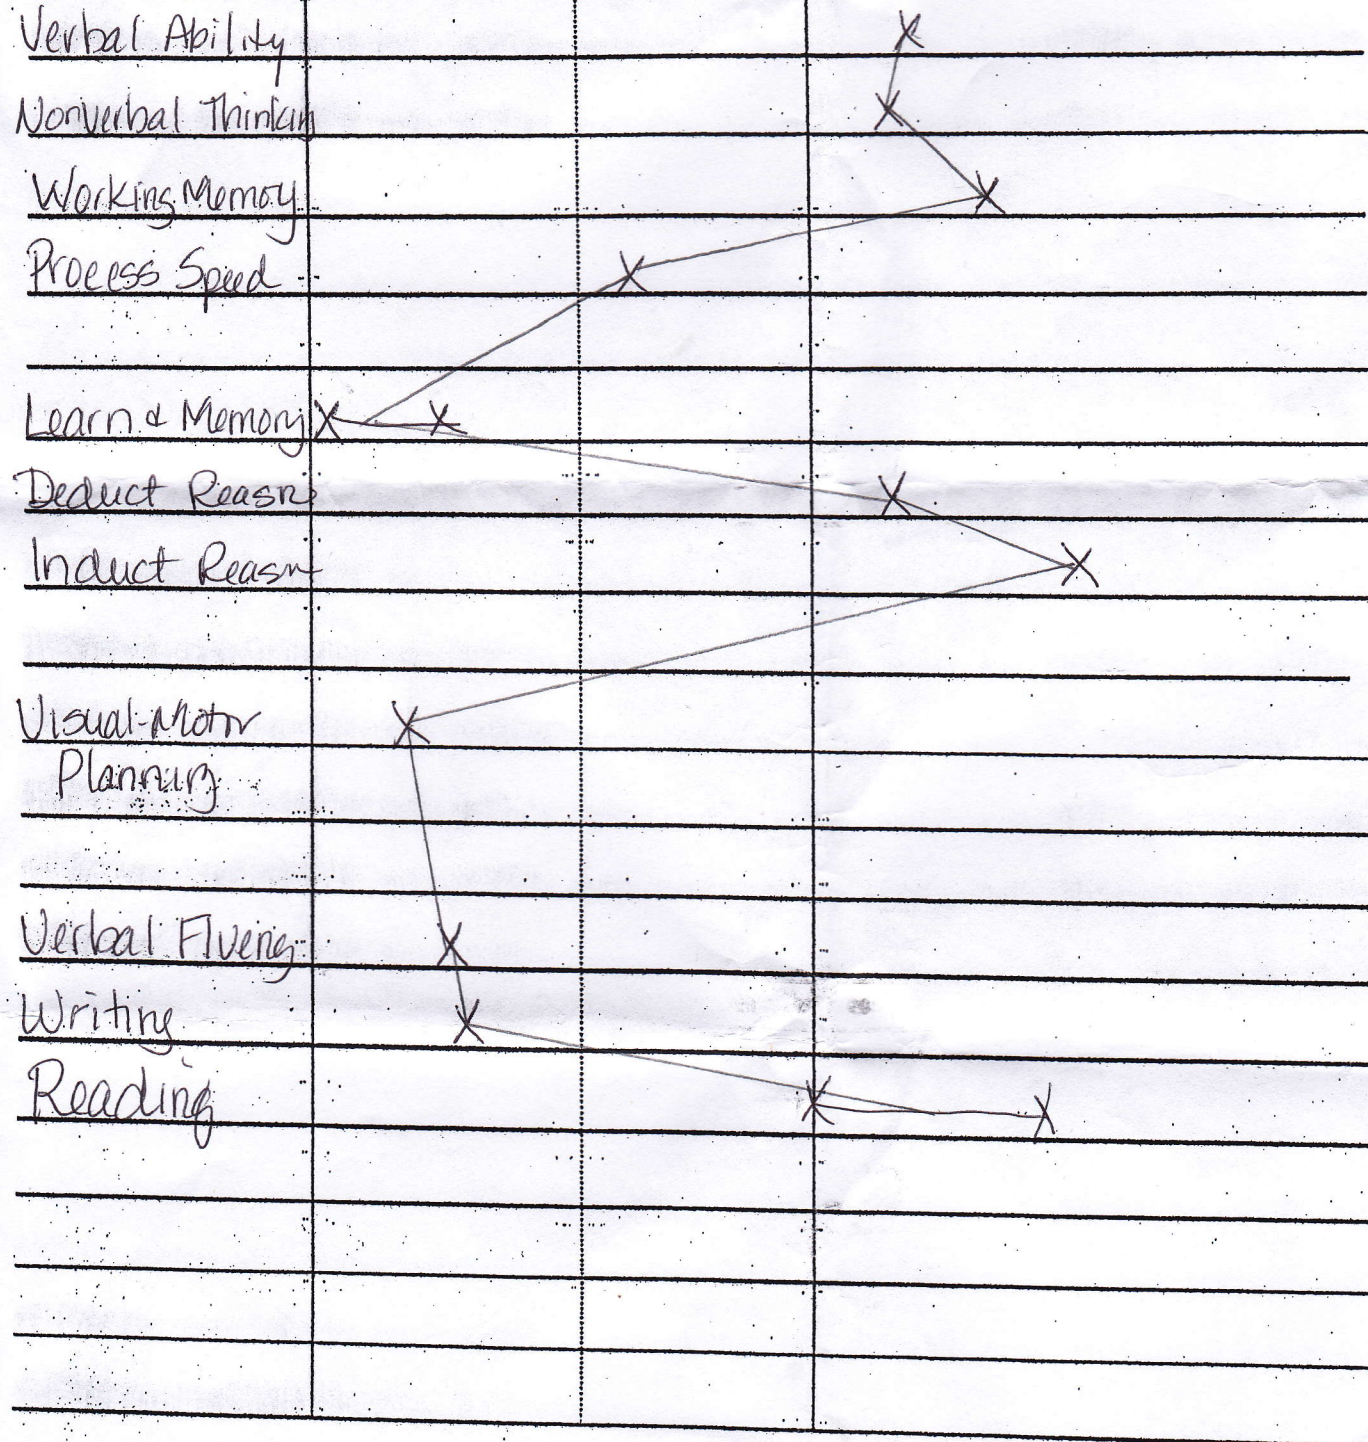 Verbal Ability
Nonverbal Thinkin
Working Memory
Process Speed
Learn & Memory
Deduct Reasn
Induct Reasn
Visual-Motor
Planning
Verbal Fluency
Writing
Reading